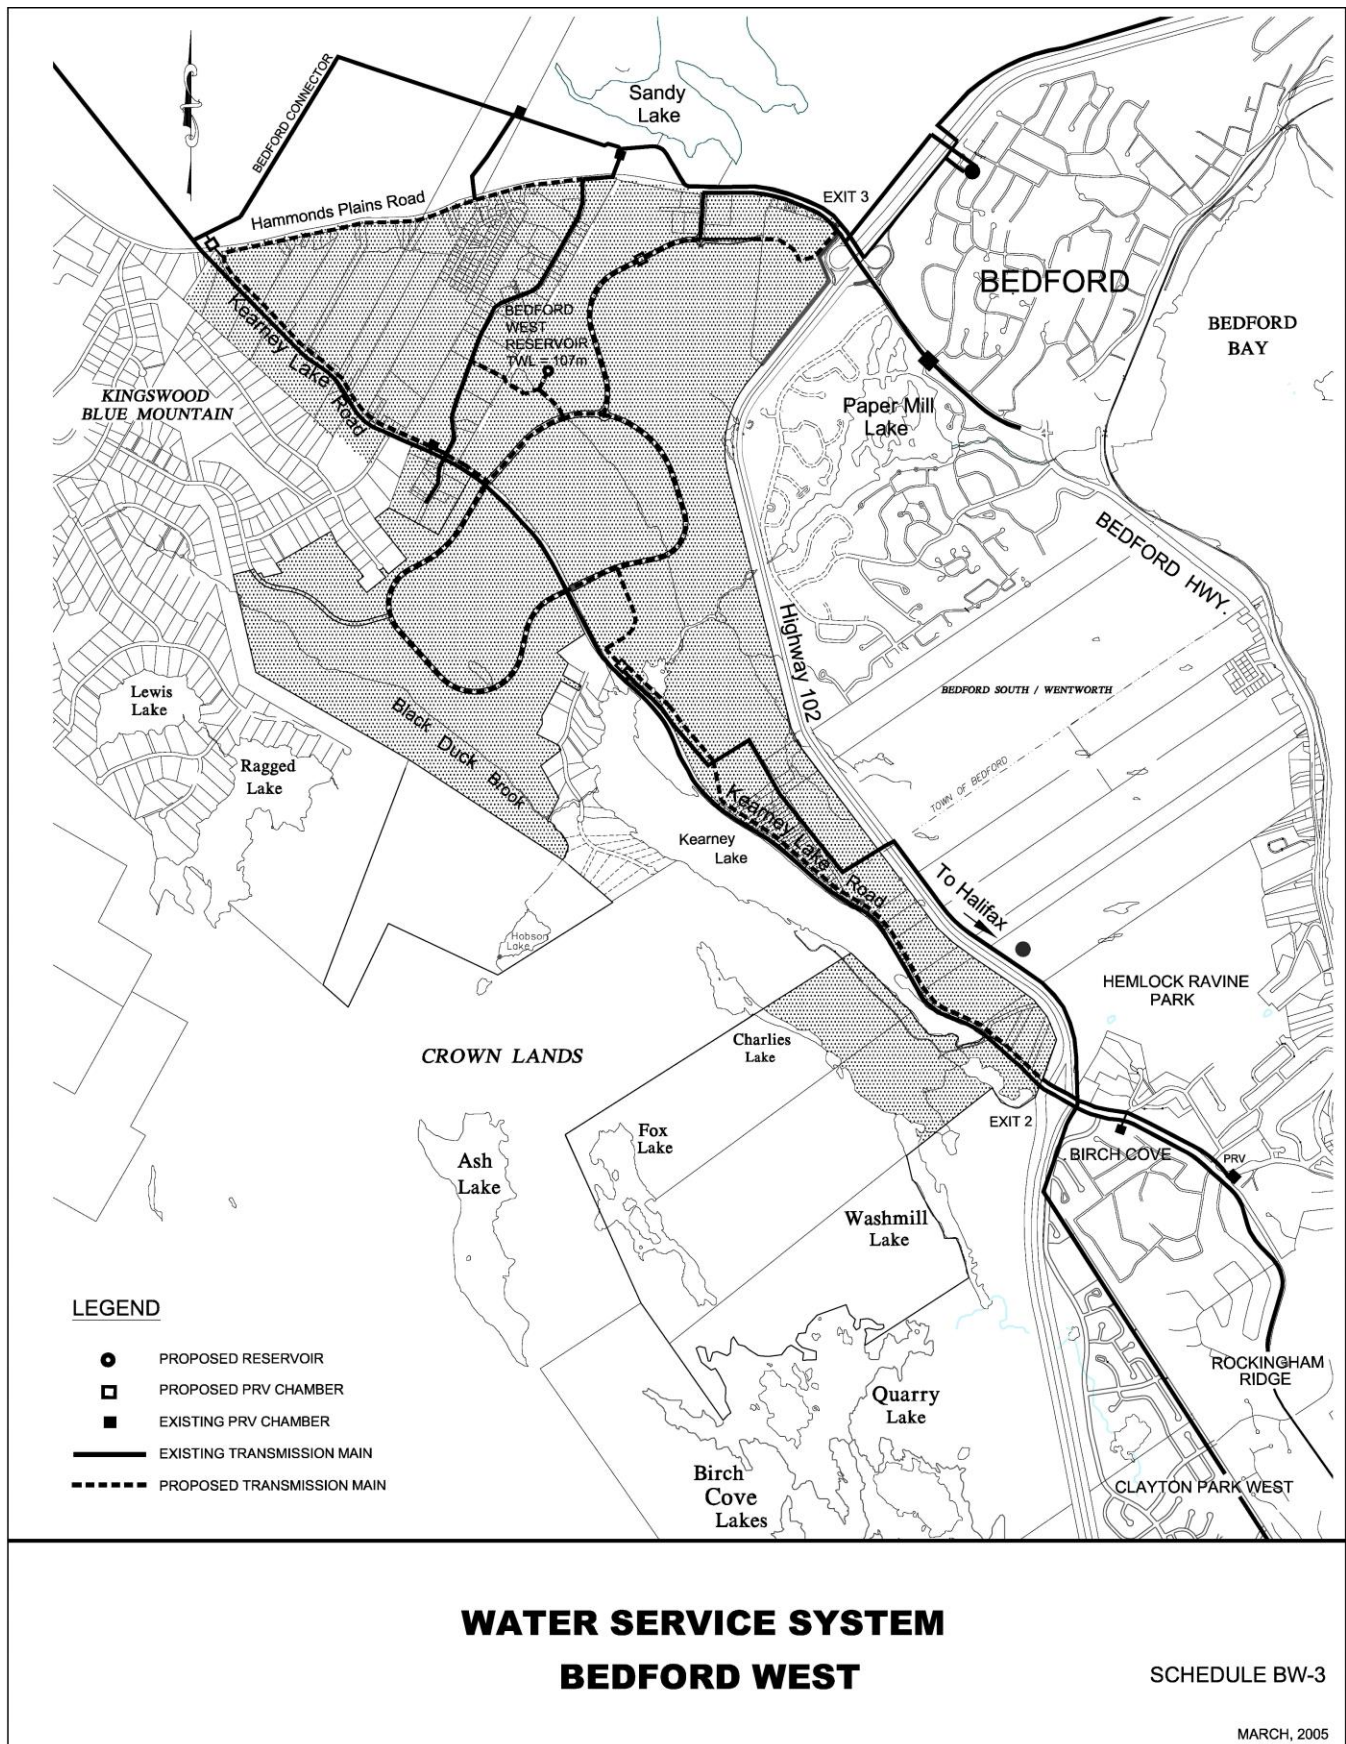 Sandy
Lake
BEDFORD CONNECTOR
EXIT 3
Hammonds Plains Road
BEDFORD
BEDFORD
WEST
RESERVOIR
TWL = 107m
BEDFORD
BAY
Kearney Lake Road
KINGSWOOD
BLUE MOUNTAIN
Paper Mill
Lake
BEDFORD HWY.
Highway 102
BEDFORD SOUTH / WENTWORTH
Lewis
Lake
Black Duck Brook
Ragged
Lake
TOWN OF BEDFORD
Kearney Lake Road
Kearney
Lake
To Halifax
Hobson
Lake
HEMLOCK RAVINE
PARK
Charlies
Lake
CROWN LANDS
EXIT 2
Fox
Lake
BIRCH COVE
PRV
Ash
Lake
Washmill
Lake
LEGEND
PROPOSED RESERVOIR
PROPOSED PRV CHAMBER
EXISTING PRV CHAMBER
EXISTING TRANSMISSION MAIN
PROPOSED TRANSMISSION MAIN
ROCKINGHAM
RIDGE
Quarry
Lake
Birch
Cove
Lakes
CLAYTON PARK WEST
WATER SERVICE SYSTEM
BEDFORD WEST
SCHEDULE BW-3
MARCH, 2005